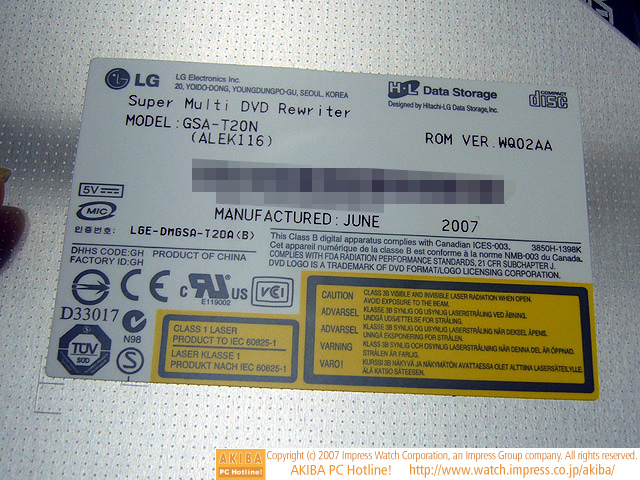 LG
LG Electronics Inc.
20, YOIDO-DONG, YOUNGDUNGPO-GU, SEOUL, KOREA
H·L Data Storage
Designed by Hitachi-LG Data Storage, Inc.
COMPACT
disc
Super Multi DVD Rewriter
MODEL:GSA-T20N
(ALEK116)
ROM VER.WQ02AA
5V
MIC
MANUFACTURED:JUNE 2007
인증번호: LGE-DMGSA-T20A(B)
This Class B digital apparatus complies with Canadian ICES-003. 3850H-1398K
Cet appareil numérique de la classe B est conforme à la norme NMB-003 du Canada.
COMPLIES WITH FDA RADIATION PERFORMANCE STANDARDS, 21 CFR SUBCHAPTER J.
DVD LOGO IS A TRADEMARK OF DVD FORMAT/LOGO LICENSING CORPORATION.
DHHS CODE:GH PRODUCT OF CHINA
FACTORY ID:GH
CE
c UR US
E119002
VCI
D33017
N98
TÜV
SÜD
S
CLASS 1 LASER
PRODUCT TO IEC 60825-1
LASER KLASSE 1
PRODUKT NACH IEC 60825-1
CAUTION CLASS 3B VISIBLE AND INVISIBLE LASER RADIATION WHEN OPEN.
AVOID EXPOSURE TO THE BEAM.
ADVARSEL KLASSE 3B SYNLIG OG USYNLIG LASERSTRÅLING VED ÅBNING.
UNDGÅ UDSÆTTELSE FOR STRÅLING.
ADVARSEL KLASSE 3B SYNLIG OG USYNLIG LASERSTRÅLING NÅR DEKSEL ÅPNES.
UNNGÅ EKSPONERING FOR STRÅLEN.
VARNING KLASS 3B SYNLIG OCH OSYNLIG LASERSTRÅLNING NÄR DENNA DEL ÄR ÖPPNAD.
STRÅLEN ÄR FARLIG.
VARO! KURSSI 3B NÄKYVÄ JA NÄKYMÄTÖN AVATTAESSA OLET ALTTIINA LASERSÄTEILYLLE.
ÄLÄ KATSO SÄTEESEEN.
AKIBA
PC Hotline!
Copyright (c) 2007 Impress Watch Corporation, an Impress Group company. All rights reserved.
AKIBA PC Hotline! http://www.watch.impress.co.jp/akiba/